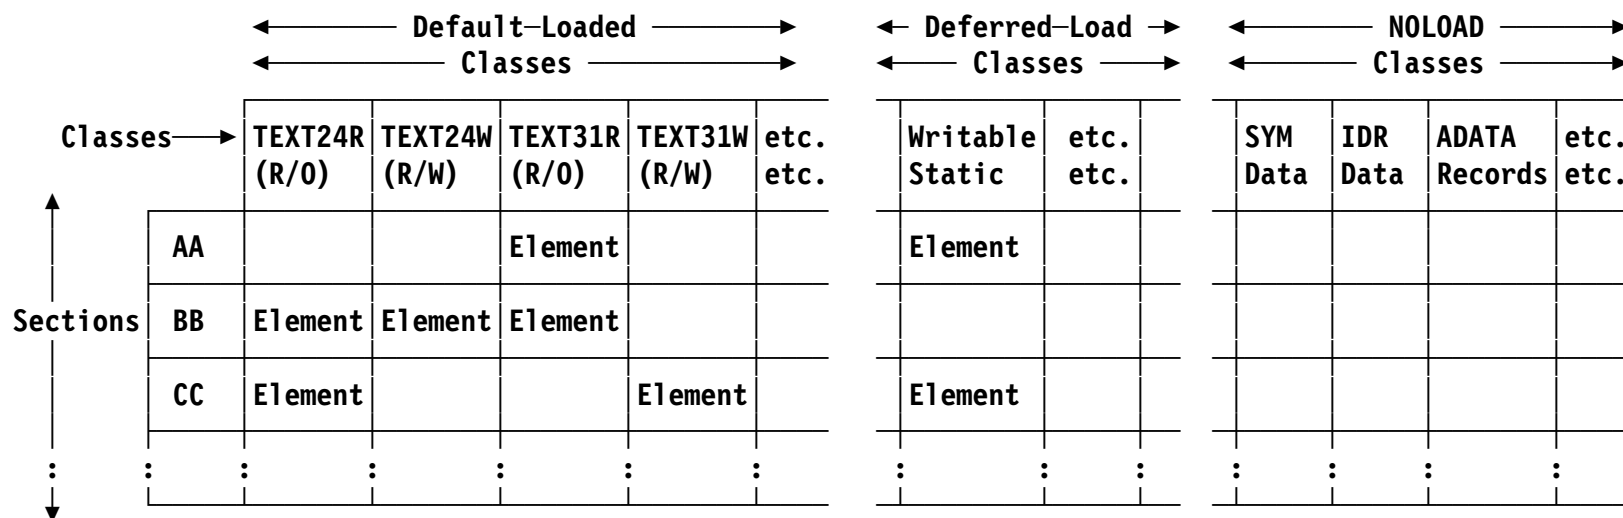 Default-Loaded Deferred-Load NOLOAD
Classes Classes Classes
Classes TEXT24R TEXT24W TEXT31R TEXT31W etc. Writable etc. SYM IDR ADATA etc.
(R/O) (R/W) (R/O) (R/W) etc. Static etc. Data Data Records etc.
AA Element Element
Sections BB Element Element Element
CC Element Element Element
: : : : : : : : : : : : : :